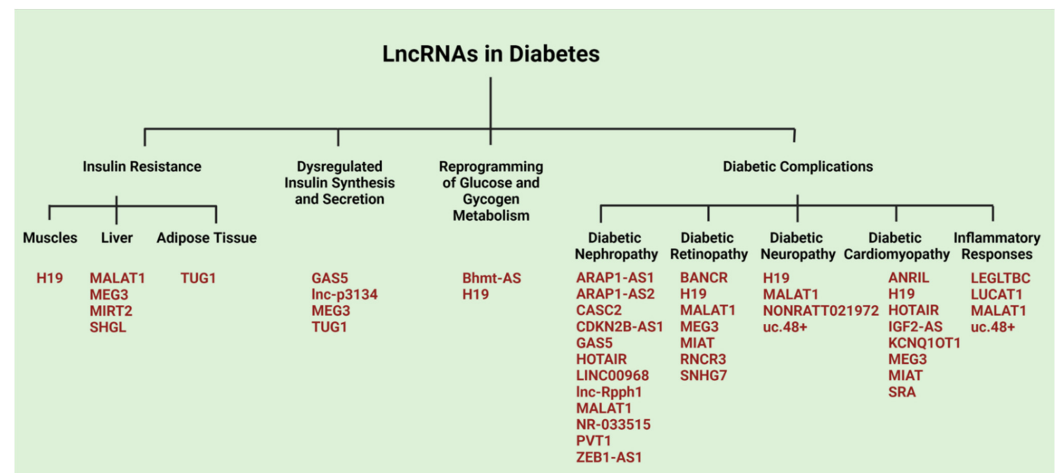 LncRNAs in Diabetes
Insulin Resistance
Muscles
H19
Liver
MALAT1
MEG3
MIRT2
SHGL
Adipose Tissue
TUG1
Dysregulated
Insulin Synthesis
and Secretion
GAS5
lnc-p3134
MEG3
TUG1
Reprogramming
of Glucose and
Gycogen
Metabolism
Bhmt-AS
H19
Diabetic Complications
Diabetic
Nephropathy
ARAP1-AS1
ARAP1-AS2
CASC2
CDKN2B-AS1
GAS5
HOTAIR
LINC00968
lnc-Rpph1
MALAT1
NR-033515
PVT1
ZEB1-AS1
Diabetic
Retinopathy
BANCR
H19
MALAT1
MEG3
MIAT
RNCR3
SNHG7
Diabetic
Neuropathy
H19
MALAT1
NONRATT021972
uc.48+
Diabetic
Cardiomyopathy
ANRIL
H19
HOTAIR
IGF2-AS
KCNQ1OT1
MEG3
MIAT
SRA
Inflammatory
Responses
LEGLTBC
LUCAT1
MALAT1
uc.48+